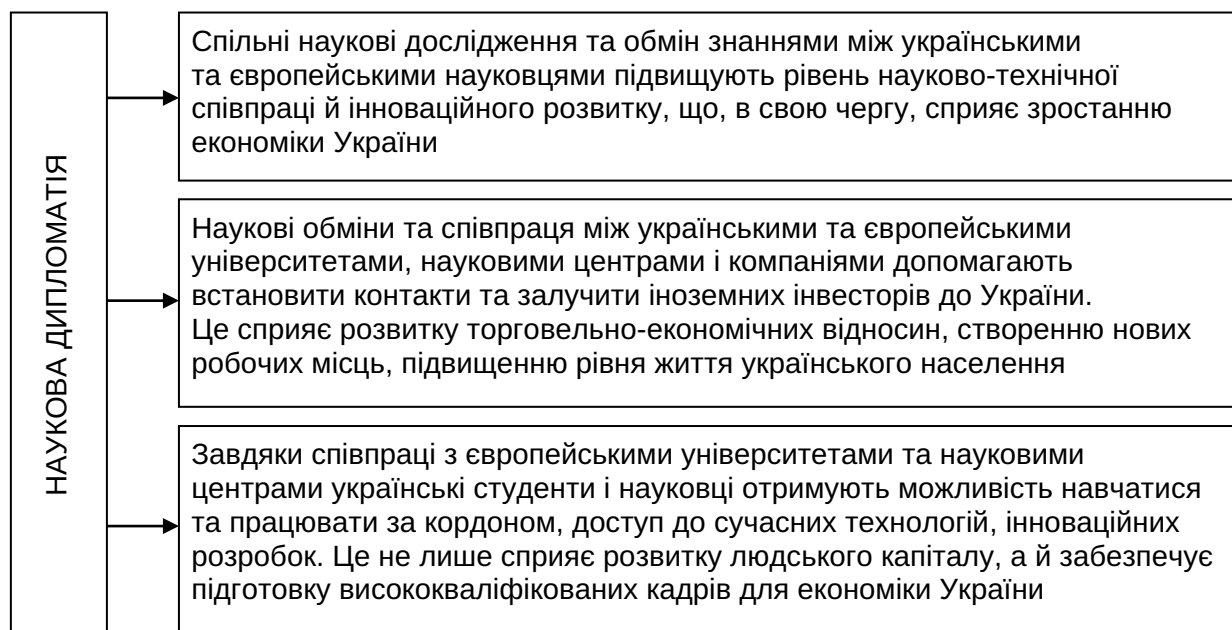 НАУКОВА ДИПЛОМАТІЯ
Спільні наукові дослідження та обмін знаннями між українськими
та європейськими науковцями підвищують рівень науково-технічної
співпраці й інноваційного розвитку, що, в свою чергу, сприяє зростанню
економіки України
Наукові обміни та співпраця між українськими та європейськими
університетами, науковими центрами і компаніями допомагають
встановити контакти та залучити іноземних інвесторів до України.
Це сприяє розвитку торговельно-економічних відносин, створенню нових
робочих місць, підвищенню рівня життя українського населення
Завдяки співпраці з європейськими університетами та науковими
центрами українські студенти і науковці отримують можливість навчатися
та працювати за кордоном, доступ до сучасних технологій, інноваційних
розробок. Це не лише сприяє розвитку людського капіталу, а й забезпечує
підготовку висококваліфікованих кадрів для економіки України